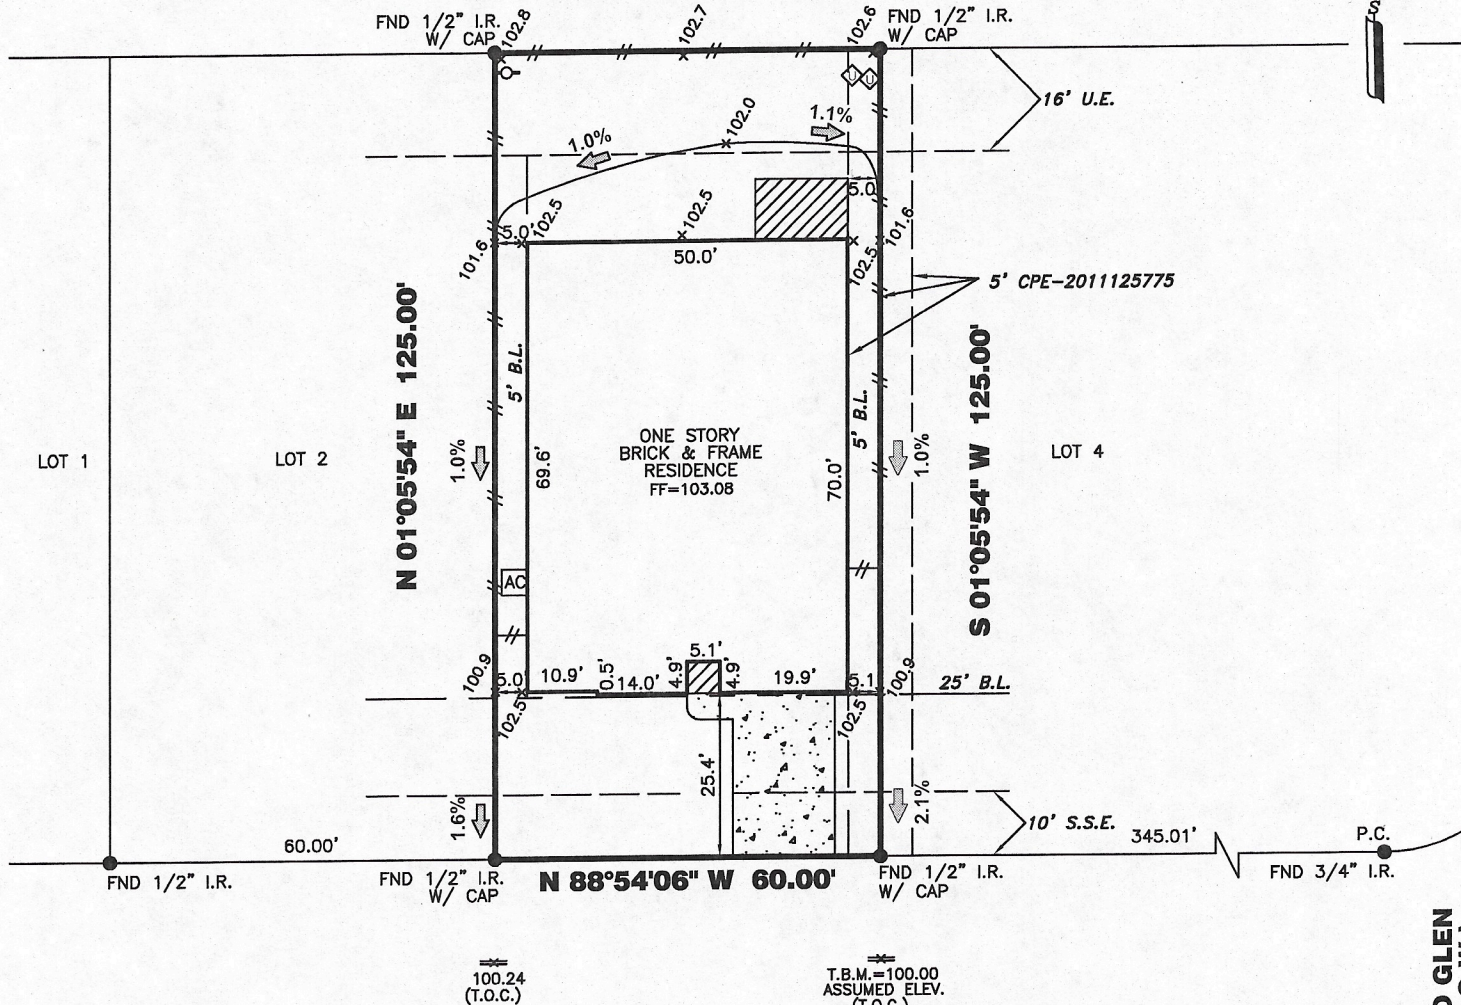 FND 1/2" I.R.
W/ CAP
102.8
102.7
102.6
FND 1/2" I.R.
W/ CAP
S
U
U
16' U.E.
1.0%
102.0
1.1%
5.0
101.6
5.0'
102.5
102.5
50.0'
102.5
101.6
5' CPE-2011125775
N 01°05'54" E 125.00'
5' B.L.
5' B.L.
S 01°05'54" W 125.00'
LOT 1
LOT 2
1.0%
69.6'
ONE STORY
BRICK & FRAME
RESIDENCE
FF=103.08
70.0'
1.0%
LOT 4
AC
100.9
5.0'
10.9'
0.5'
14.0'
4.9'
5.1'
4.9'
19.9'
5.1
100.9
25' B.L.
102.5
102.5
25.4'
1.6%
2.1%
10' S.S.E.
60.00'
345.01'
P.C.
FND 1/2" I.R.
FND 1/2" I.R.
W/ CAP
N 88°54'06" W 60.00'
FND 1/2" I.R.
W/ CAP
FND 3/4" I.R.
GLEN
100.24
(T.O.C.)
T.B.M.=100.00
ASSUMED ELEV.
(T.O.C.)